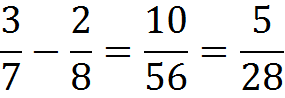 3/7 − 2/8 = 10/56 = 5/28